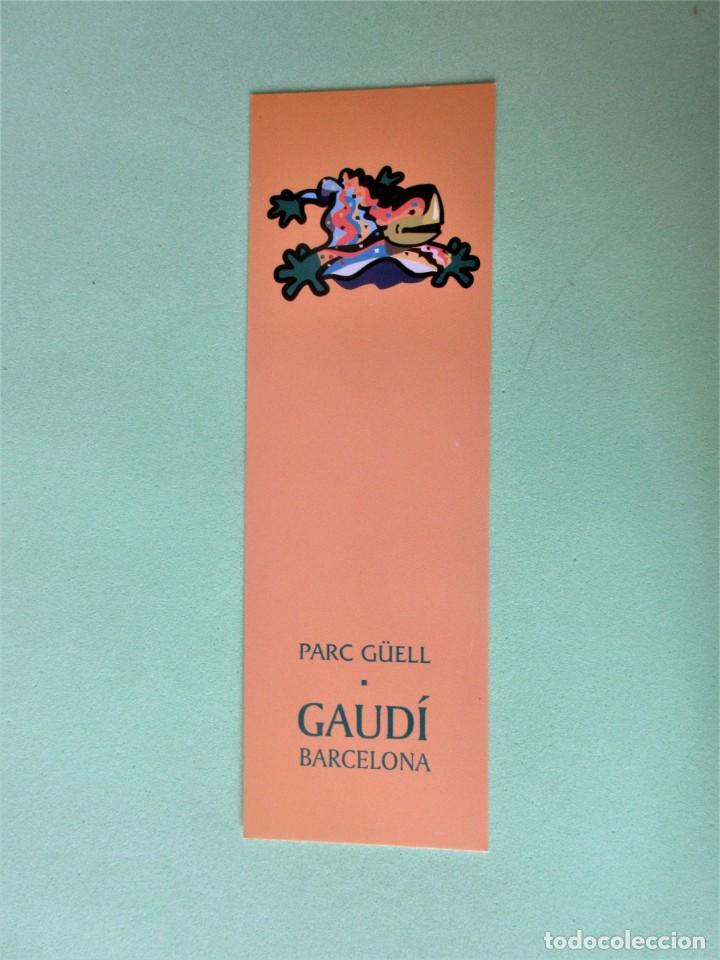 PARC GÜELL
GAUDÍ
BARCELONA
todocoleccion